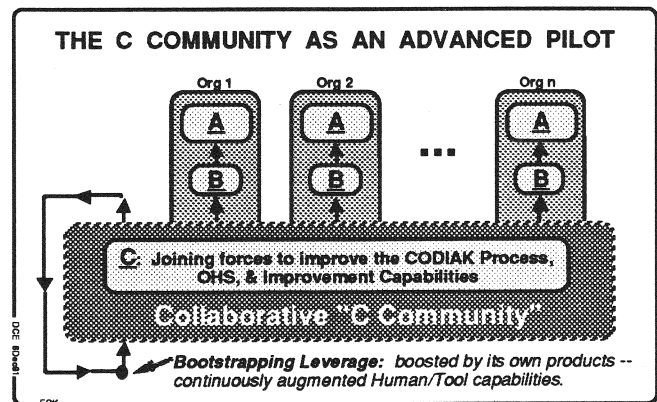 THE C COMMUNITY AS AN ADVANCED PILOT
Org 1
Org 2
Org n
A
A
A
...
B
B
B
C: Joining forces to improve the CODIAK Process,
OHS, & Improvement Capabilities
Collaborative "C Community"
Bootstrapping Leverage: boosted by its own products --
continuously augmented Human/Tool capabilities.
DCE